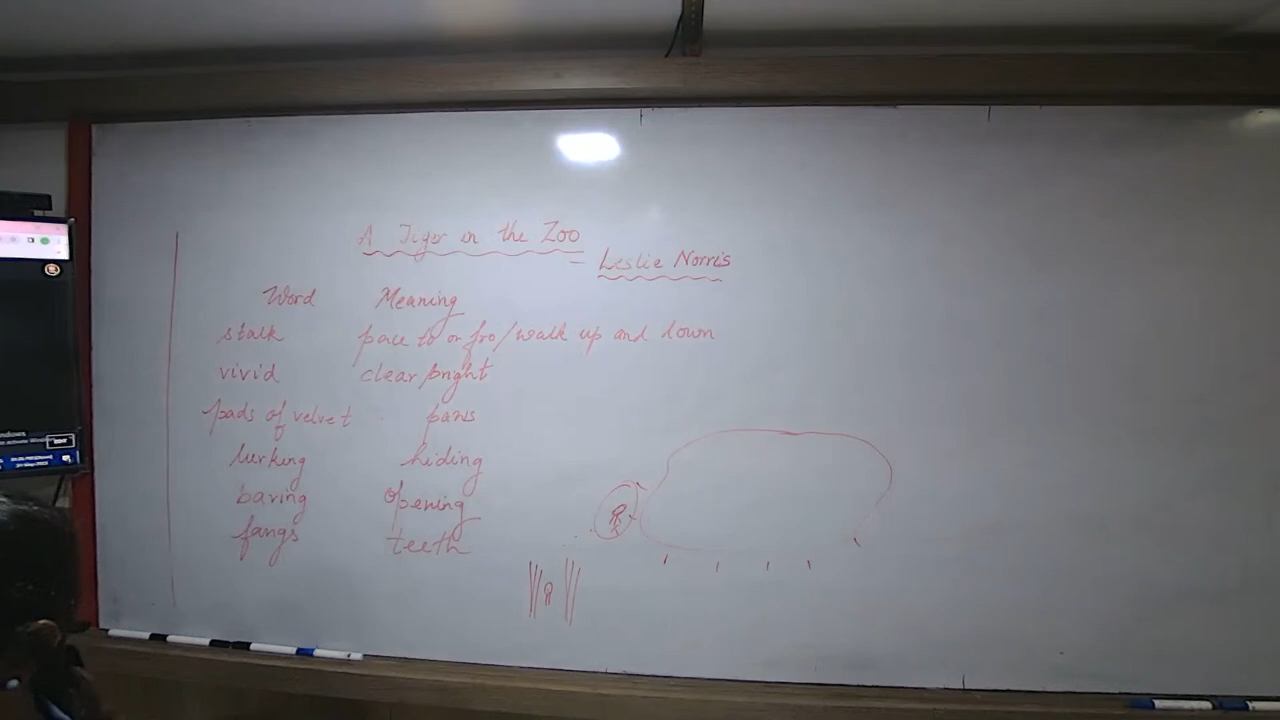 A Tiger in the Zoo
- Leslie Norris
Word Meaning
stalk pace to or fro/walk up and down
vivid clear/bright
pads of velvet paws
lurking hiding
baring opening
fangs teeth